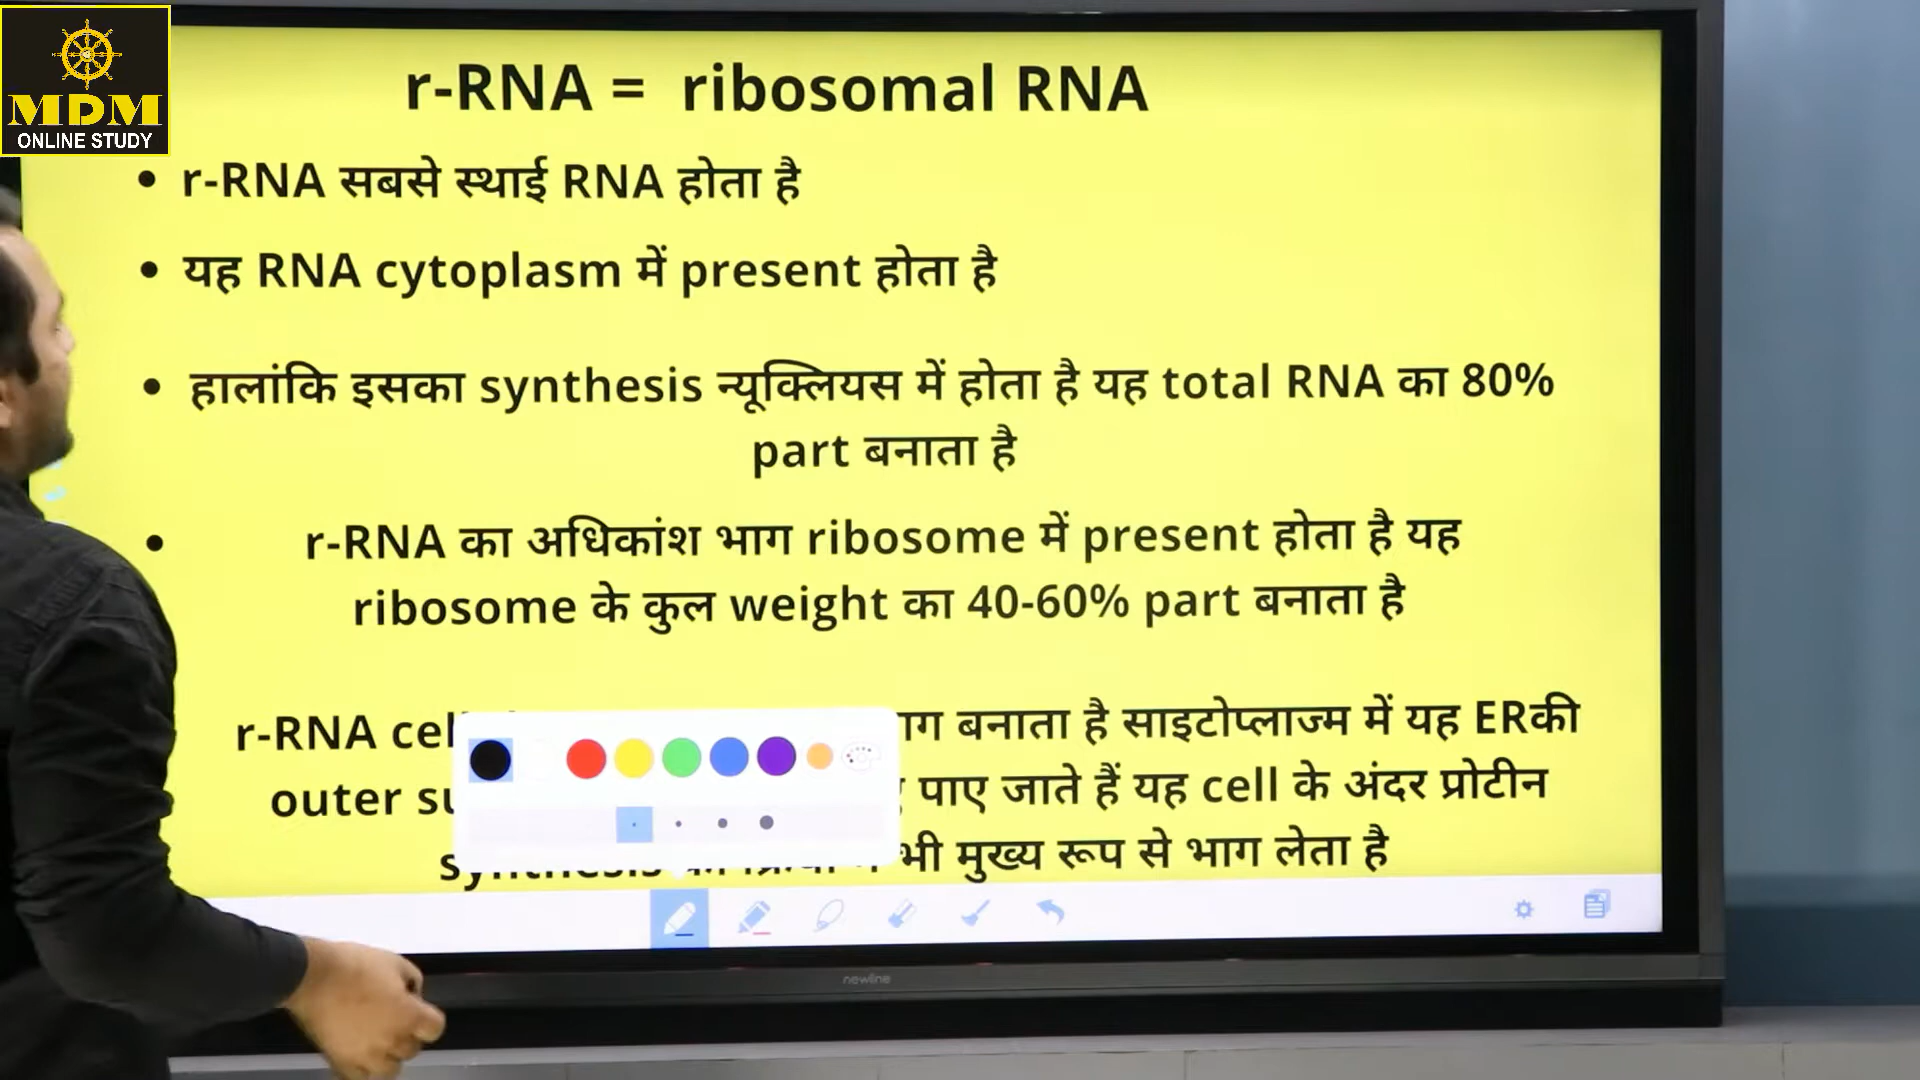 MDM
ONLINE STUDY
r-RNA = ribosomal RNA
• r-RNA सबसे स्थाई RNA होता है
• यह RNA cytoplasm में present होता है
• हालांकि इसका synthesis न्यूक्लियस में होता है यह total RNA का 80%
part बनाता है
• r-RNA का अधिकांश भाग ribosome में present होता है यह
ribosome के कुल weight का 40-60% part बनाता है
r-RNA बनाता है साइटोप्लाज्म में यह ERकी
outer पाए जाते हैं यह cell के अंदर प्रोटीन
भी मुख्य रूप से भाग लेता है
newline